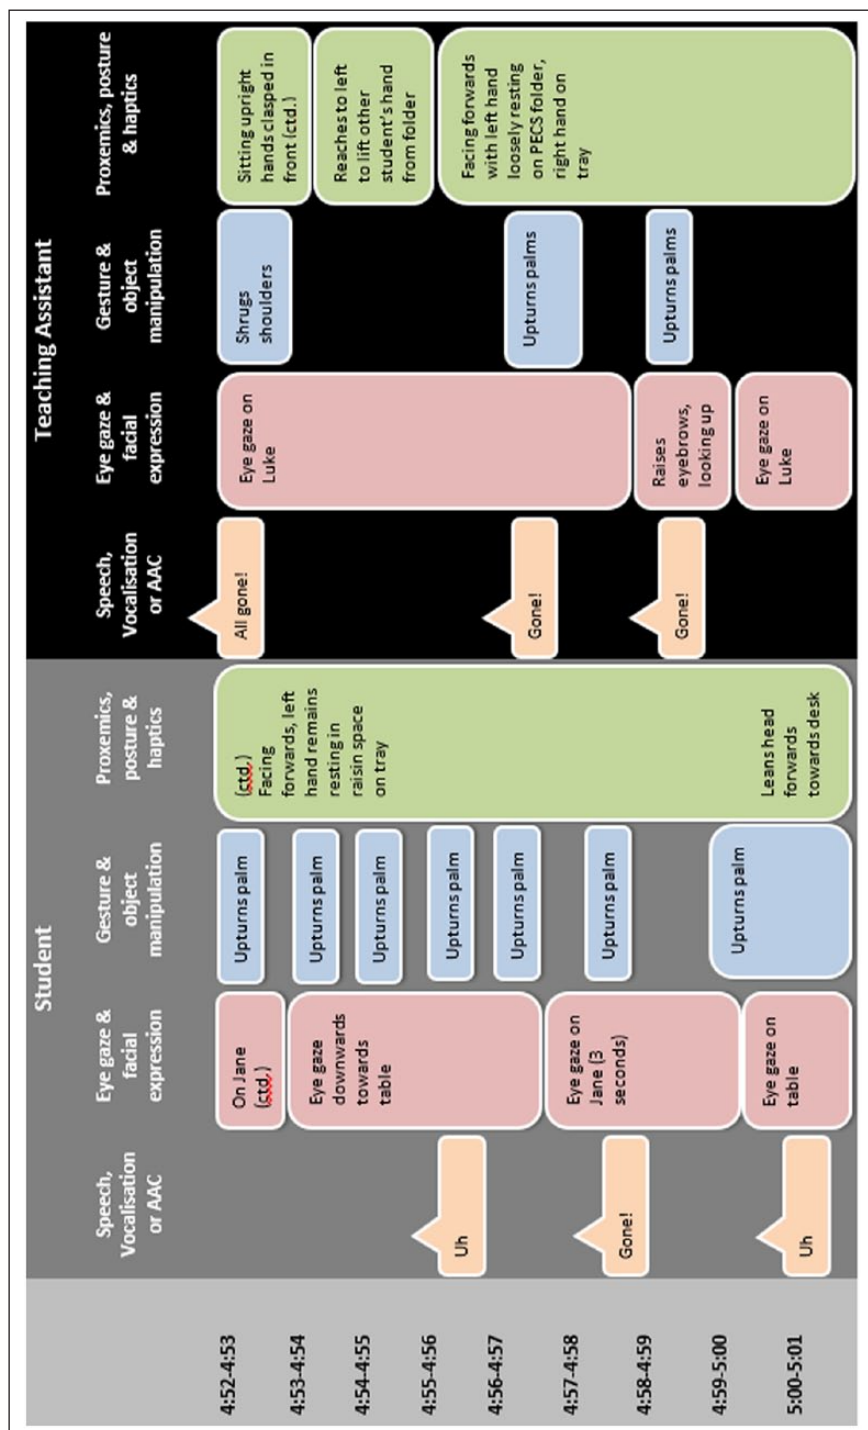 Student
Teaching Assistant
Speech,
Vocalisation
or AAC
Eye gaze &
facial
expression
Gesture &
object
manipulation
Proxemics,
posture &
haptics
Speech,
Vocalisation
or AAC
Eye gaze &
facial
expression
Gesture &
object
manipulation
Proxemics, posture
& haptics
4:52-4:53
4:53-4:54
4:54-4:55
4:55-4:56
4:56-4:57
4:57-4:58
4:58-4:59
4:59-5:00
5:00-5:01
Uh
Gone!
Uh
On Jane
(ctd.)
Eye gaze
downwards
towards
table
Eye gaze on
Jane (3
seconds)
Eye gaze on
table
Upturns palm
Upturns palm
Upturns palm
Upturns palm
Upturns palm
Upturns palm
Upturns palm
(ctd.)
Facing
forwards, left
hand remains
resting in
raisin space
on tray
Leans head
forwards
towards desk
All gone!
Gone!
Gone!
Eye gaze on
Luke
Raises
eyebrows,
looking up
Eye gaze on
Luke
Shrugs
shoulders
Upturns palms
Upturns palms
Sitting upright
hands clasped in
front (ctd.)
Reaches to left
to lift other
student's hand
from folder
Facing forwards
with left hand
loosely resting
on PECS folder,
right hand on
tray